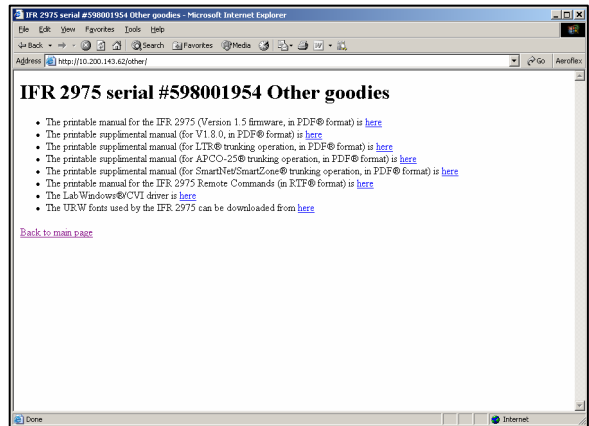 IFR 2975 serial #598001954 Other goodies - Microsoft Internet Explorer
File Edit View Favorites Tools Help
Back Search Favorites Media
Address http://10.200.143.62/other/ Go Aeroflex
IFR 2975 serial #598001954 Other goodies
The printable manual for the IFR 2975 (Version 1.5 firmware, in PDF® format) is here
The printable supplimental manual (for V1.8.0, in PDF® format) is here
The printable supplimental manual (for LTR® trunking operation, in PDF® format) is here
The printable supplimental manual (for APCO-25® trunking operation, in PDF® format) is here
The printable supplimental manual (for SmartNet/SmartZone® trunking operation, in PDF® format) is here
The printable manual for the IFR 2975 Remote Commands (in RTF® format) is here
The LabWindows®/CVI driver is here
The URW fonts used by the IFR 2975 can be downloaded from here
Back to main page
Done Internet